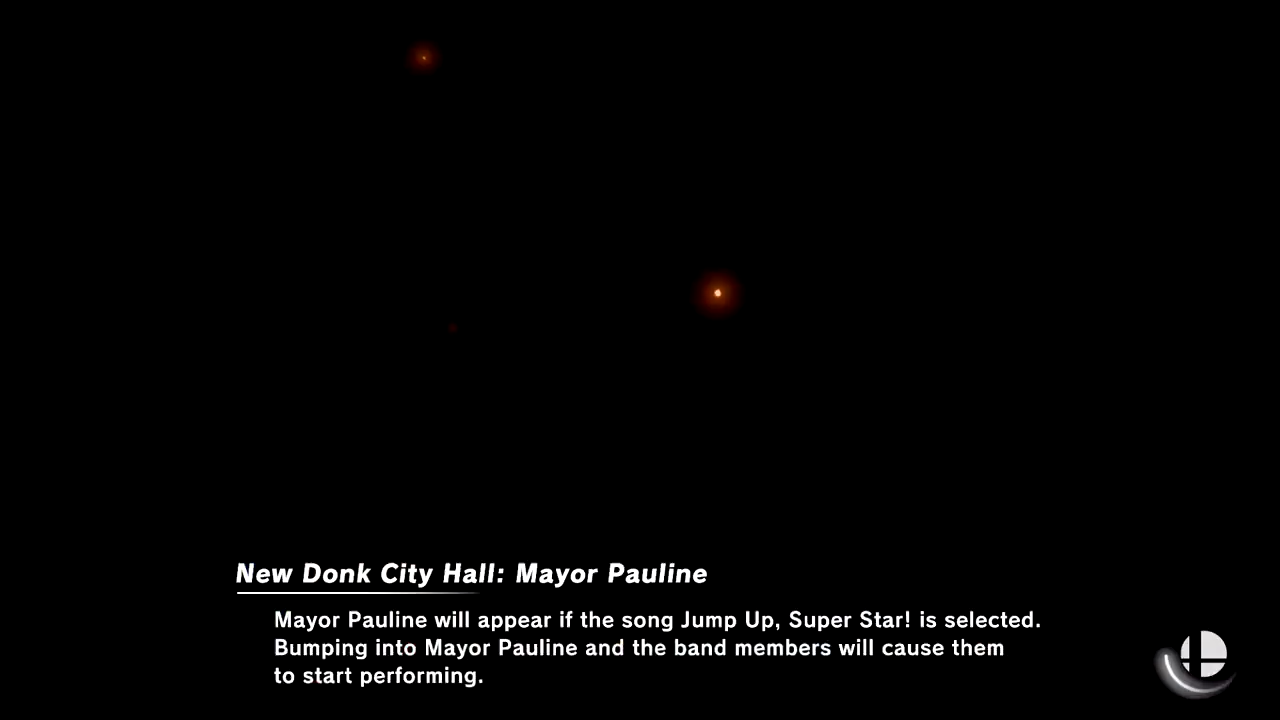 New Donk City Hall: Mayor Pauline
Mayor Pauline will appear if the song Jump Up, Super Star! is selected.
Bumping into Mayor Pauline and the band members will cause them
to start performing.